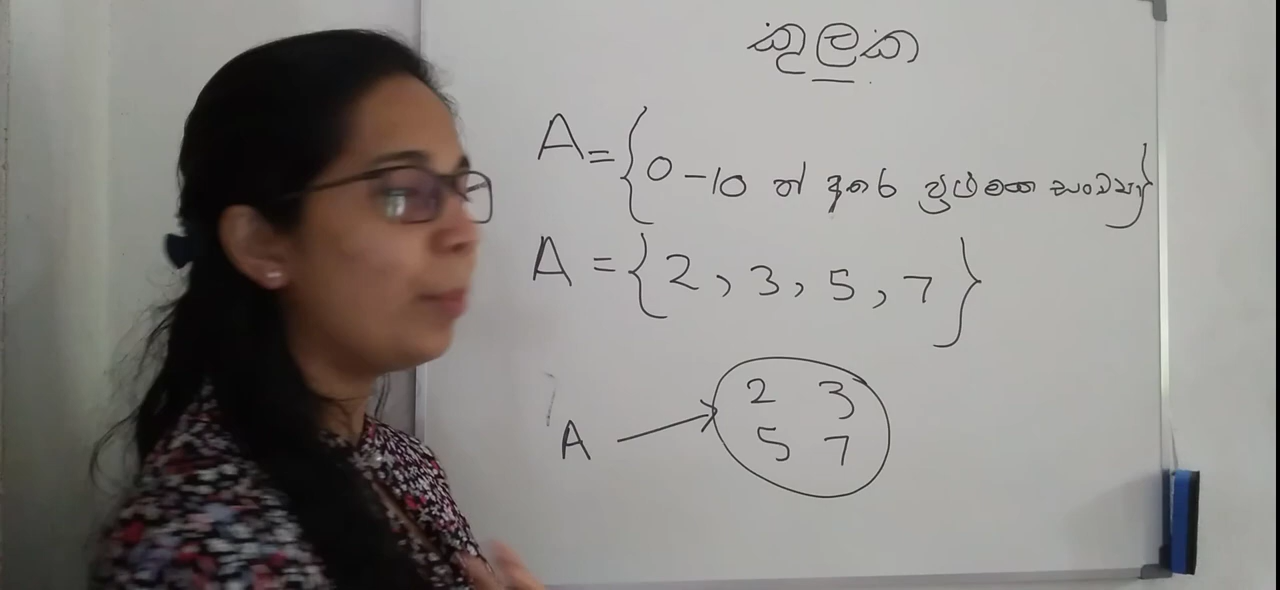 කුලක
A = { 0 – 10 ත් අතර ප්‍රථමක සංඛ්‍යා }
A = { 2 , 3 , 5 , 7 }
2 3
A → 5 7